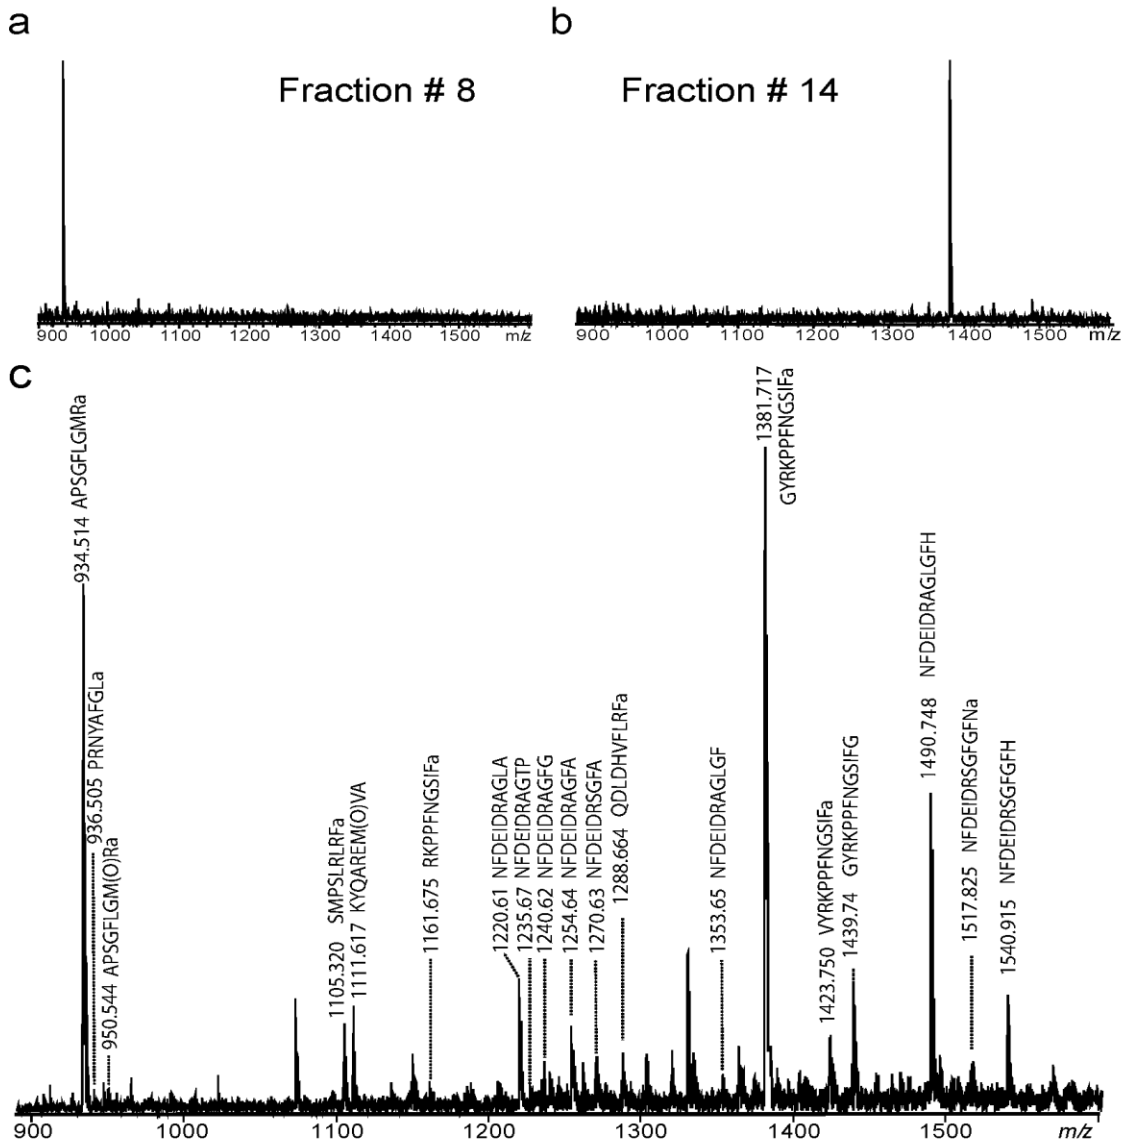 a
b
Fraction # 8
Fraction # 14
900 1000 1100 1200 1300 1400 1500 m/z
900 1000 1100 1200 1300 1400 1500 m/z
c
934.514 APSGFLGMRa
936.505 PRNYAFGLa
950.544 APSGFLGM(O)Ra
1105.320 SMPSLRLRFa
1111.617 KYQAREM(O)VA
1161.675 RKPPFNGSIFa
1220.61 NFDEIDRAGLA
1235.67 NFDEIDRAGTP
1240.62 NFDEIDRAGFG
1254.64 NFDEIDRAGFA
1270.63 NFDEIDRSGFA
1288.664 QDLDHVFLRFa
1353.65 NFDEIDRAGLGF
1381.717
GYRKPPFNGSIFa
1423.750 VYRKPPFNGSIFa
1439.74 GYRKPPFNGSIFG
1490.748 NFDEIDRAGLGFH
1517.825 NFDEIDRSGFGFNa
1540.915 NFDEIDRSGFGFH
900 1000 1100 1200 1300 1400 1500 m/z